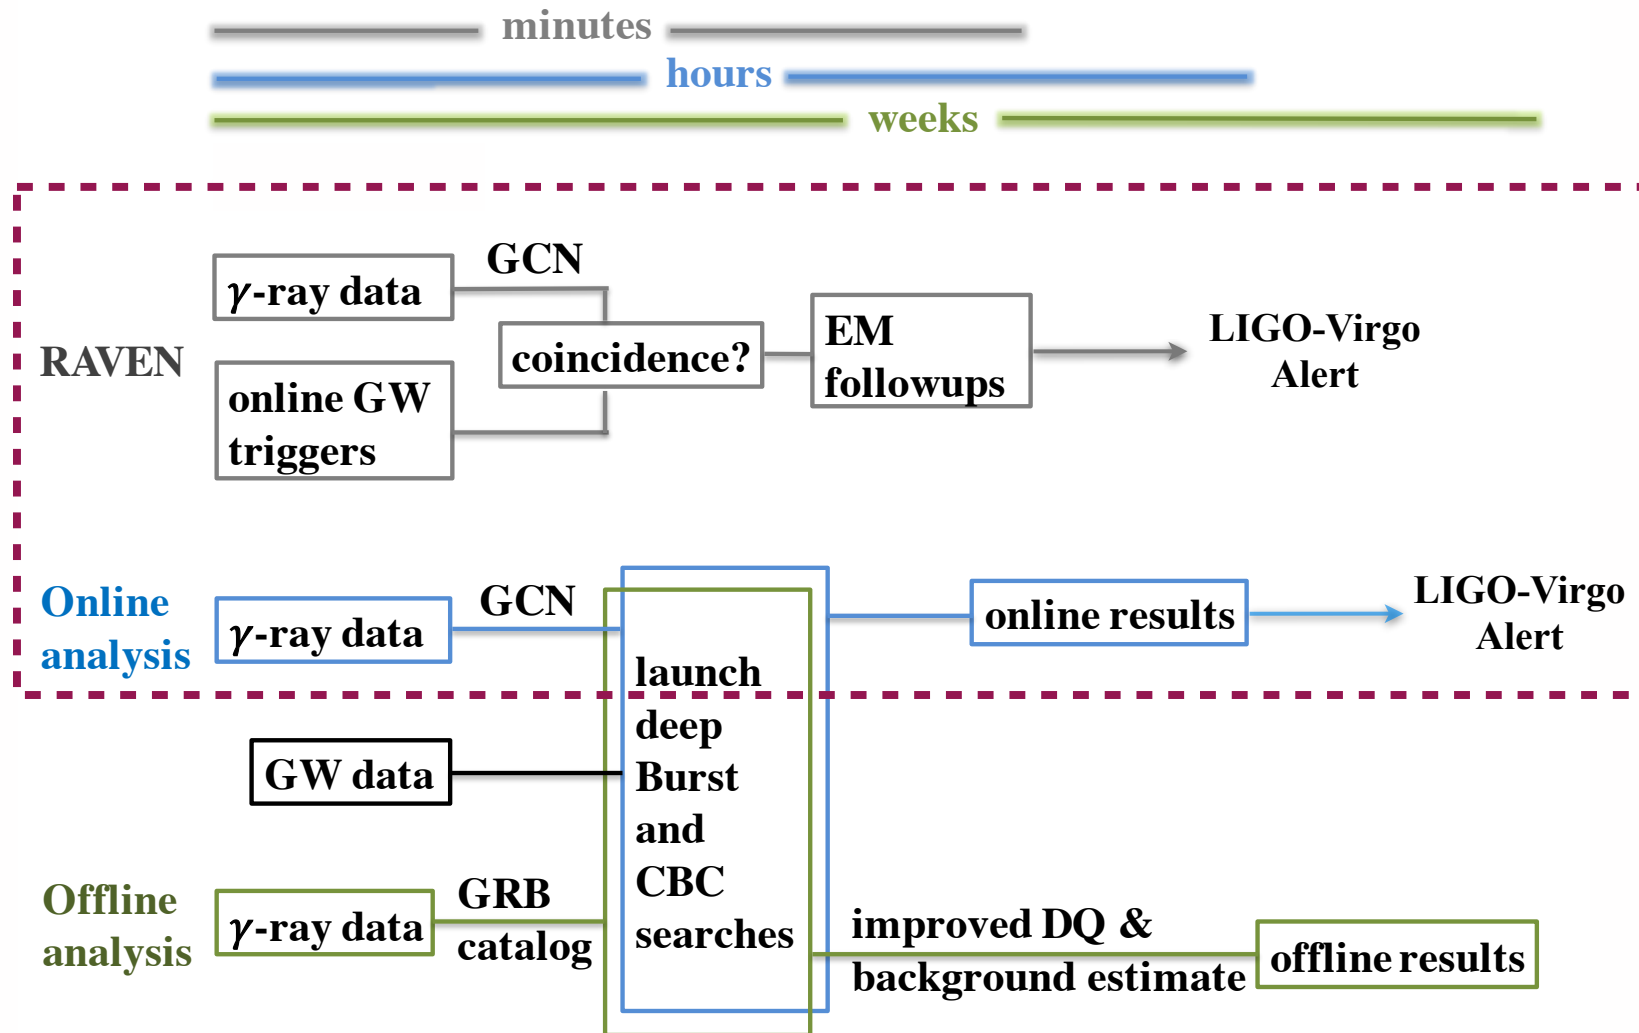 minutes
hours
weeks
RAVEN
γ-ray data
GCN
online GW
triggers
coincidence?
EM
followups
LIGO-Virgo
Alert
Online
analysis
γ-ray data
GCN
launch
deep
Burst
and
CBC
searches
online results
LIGO-Virgo
Alert
GW data
Offline
analysis
γ-ray data
GRB
catalog
improved DQ &
background estimate
offline results